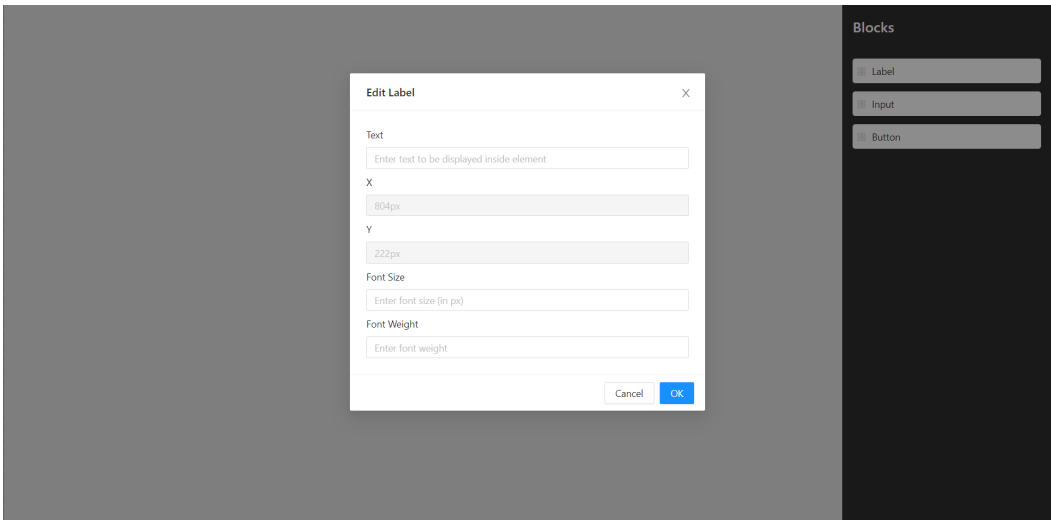 Blocks
Label
Input
Button
Edit Label
X
Text
Enter text to be displayed inside element
X
804px
Y
222px
Font Size
Enter font size (in px)
Font Weight
Enter font weight
Cancel OK